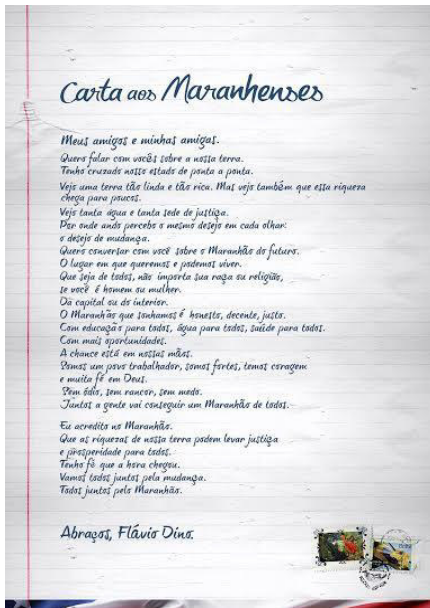 Carta aos Maranhenses
Meus amigos e minhas amigas.
Quero falar com vocês sobre a nossa terra.
Tenho cruzado nosso estado de ponta a ponta.
Vejo uma terra tão linda e tão rica. Mas vejo também que essa riqueza
chega para poucos.
Vejo tanta água e tanta sede de justiça.
Por onde ando percebo o mesmo desejo em cada olhar:
o desejo de mudança.
Quero conversar com você sobre o Maranhão do futuro.
O lugar em que queremos e podemos viver.
Que seja de todos, não importa sua raça ou religião,
se você é homem ou mulher.
Da capital ou do interior.
O Maranhão que sonhamos é honesto, decente, justo.
Com educação para todos, água para todos, saúde para todos.
Com mais oportunidades.
A chance está em nossas mãos.
Somos um povo trabalhador, somos fortes, temos coragem
e muita fé em Deus.
Sem ódio, sem rancor, sem medo.
Juntos a gente vai conseguir um Maranhão de todos.
Eu acredito no Maranhão.
Que as riquezas de nossa terra podem levar justiça
e prosperidade para todos.
Tenho fé que a hora chegou.
Vamos todos juntos pela mudança.
Todos juntos pelo Maranhão.
Abraços, Flávio Dino.